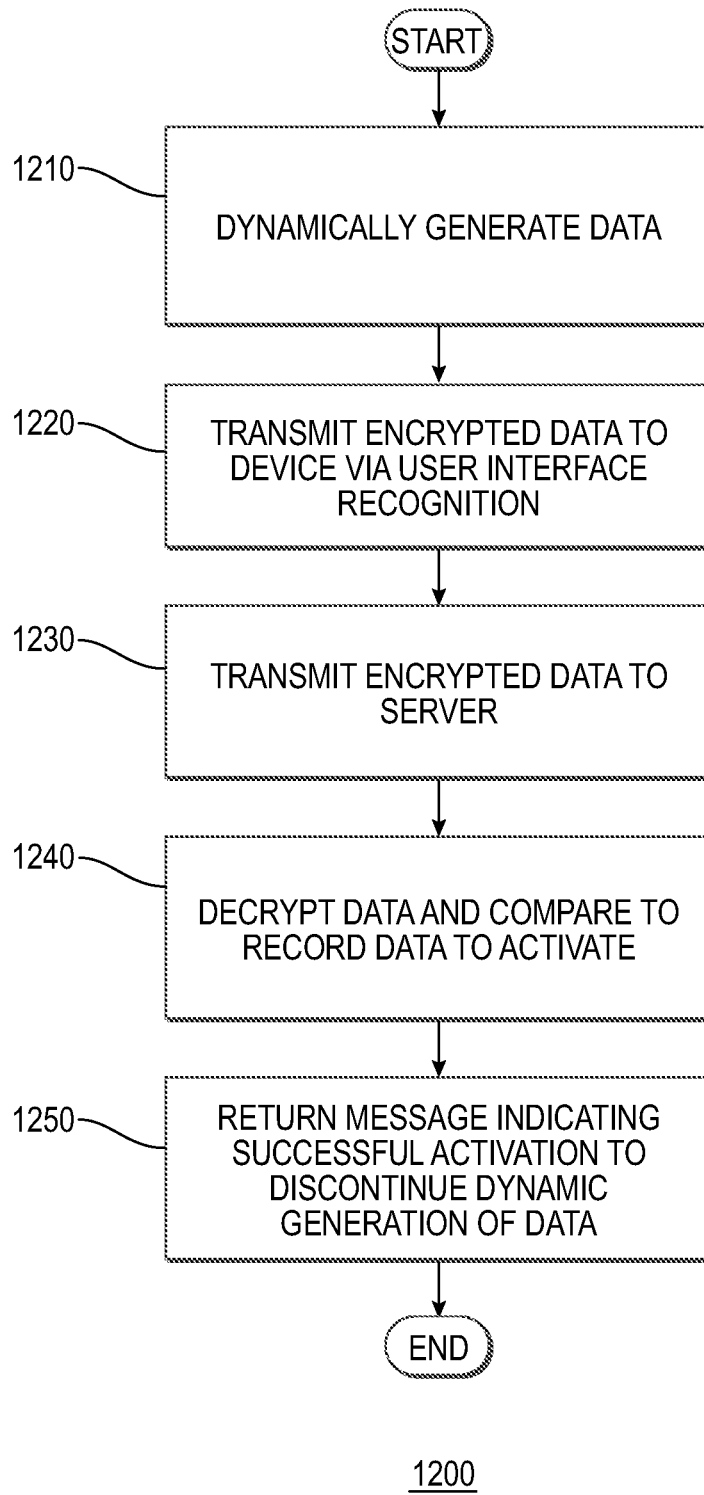 START
1210
DYNAMICALLY GENERATE DATA
1220
TRANSMIT ENCRYPTED DATA TO
DEVICE VIA USER INTERFACE
RECOGNITION
1230
TRANSMIT ENCRYPTED DATA TO
SERVER
1240
DECRYPT DATA AND COMPARE TO
RECORD DATA TO ACTIVATE
1250
RETURN MESSAGE INDICATING
SUCCESSFUL ACTIVATION TO
DISCONTINUE DYNAMIC
GENERATION OF DATA
END
1200